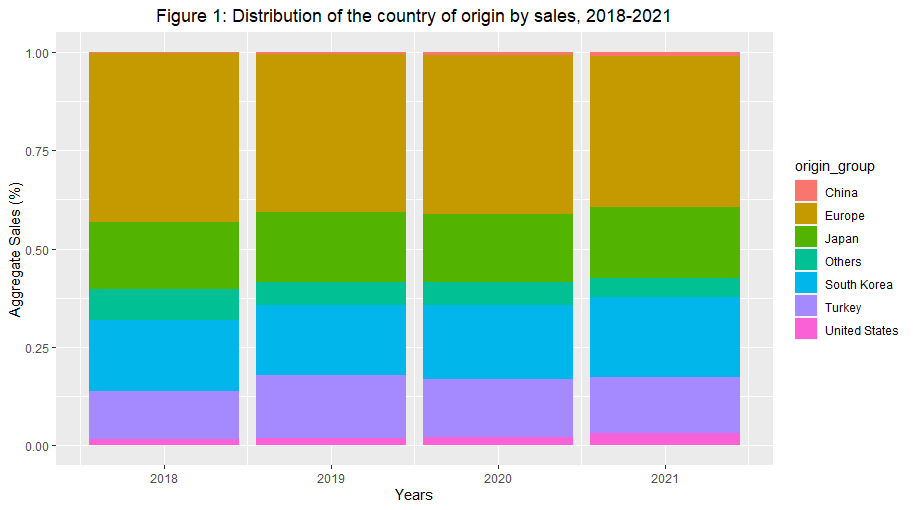 Figure 1: Distribution of the country of origin by sales, 2018-2021
Aggregate Sales (%)
1.00
0.75
0.50
0.25
0.00
2018
2019
2020
2021
Years
origin_group
China
Europe
Japan
Others
South Korea
Turkey
United States